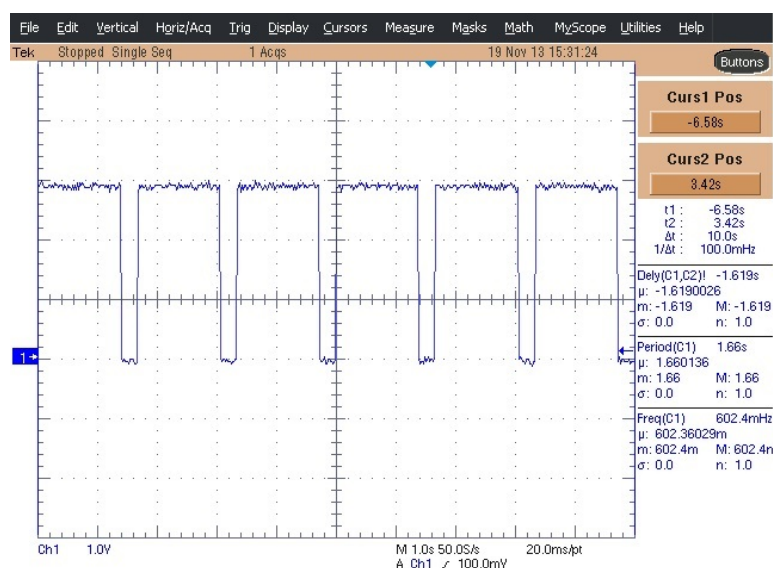 File Edit Vertical Horiz/Acq Trig Display Cursors Measure Masks Math MyScope Utilities Help
Tek Stopped Single Seq 1 Acqs 19 Nov 13 15:31:24
Buttons
Curs1 Pos
-6.58s
Curs2 Pos
3.42s
t1 : -6.58s
t2 : 3.42s
Δt : 10.0s
1/Δt : 100.0mHz
Dely(C1,C2)! -1.619s
µ: -1.6190026
m: -1.619 M: -1.619
σ: 0.0 n: 1.0
1
Period(C1) 1.66s
µ: 1.660136
m: 1.66 M: 1.66
σ: 0.0 n: 1.0
Freq(C1) 602.4mHz
µ: 602.36029m
m: 602.4m M: 602.4n
σ: 0.0 n: 1.0
Ch1 1.0V M 1.0s 50.0S/s 20.0ms/pt
A Ch1 ∕ 100.0mV